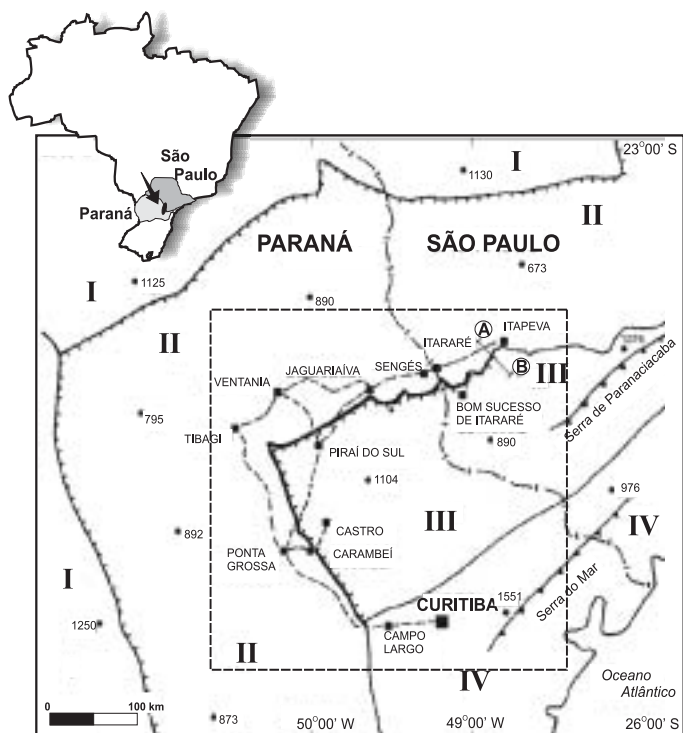 São
Paulo
Paraná
23°00' S
I
1130
II
PARANÁ
SÃO PAULO
673
I
1125
890
II
A
ITAPEVA
ITARARÉ
SENGÉS
B
JAGUARIAÍVA
III
VENTANIA
BOM SUCESSO
DE ITARARÉ
Serra de Paranaciacaba
795
TIBAGI
890
PIRAÍ DO SUL
1104
976
III
IV
892
CASTRO
PONTA
GROSSA
CARAMBEÍ
I
1250
CURITIBA
1551
Serra do Mar
CAMPO
LARGO
II
IV
Oceano
Atlântico
0
100 km
873
50°00' W
49°00' W
26°00' S